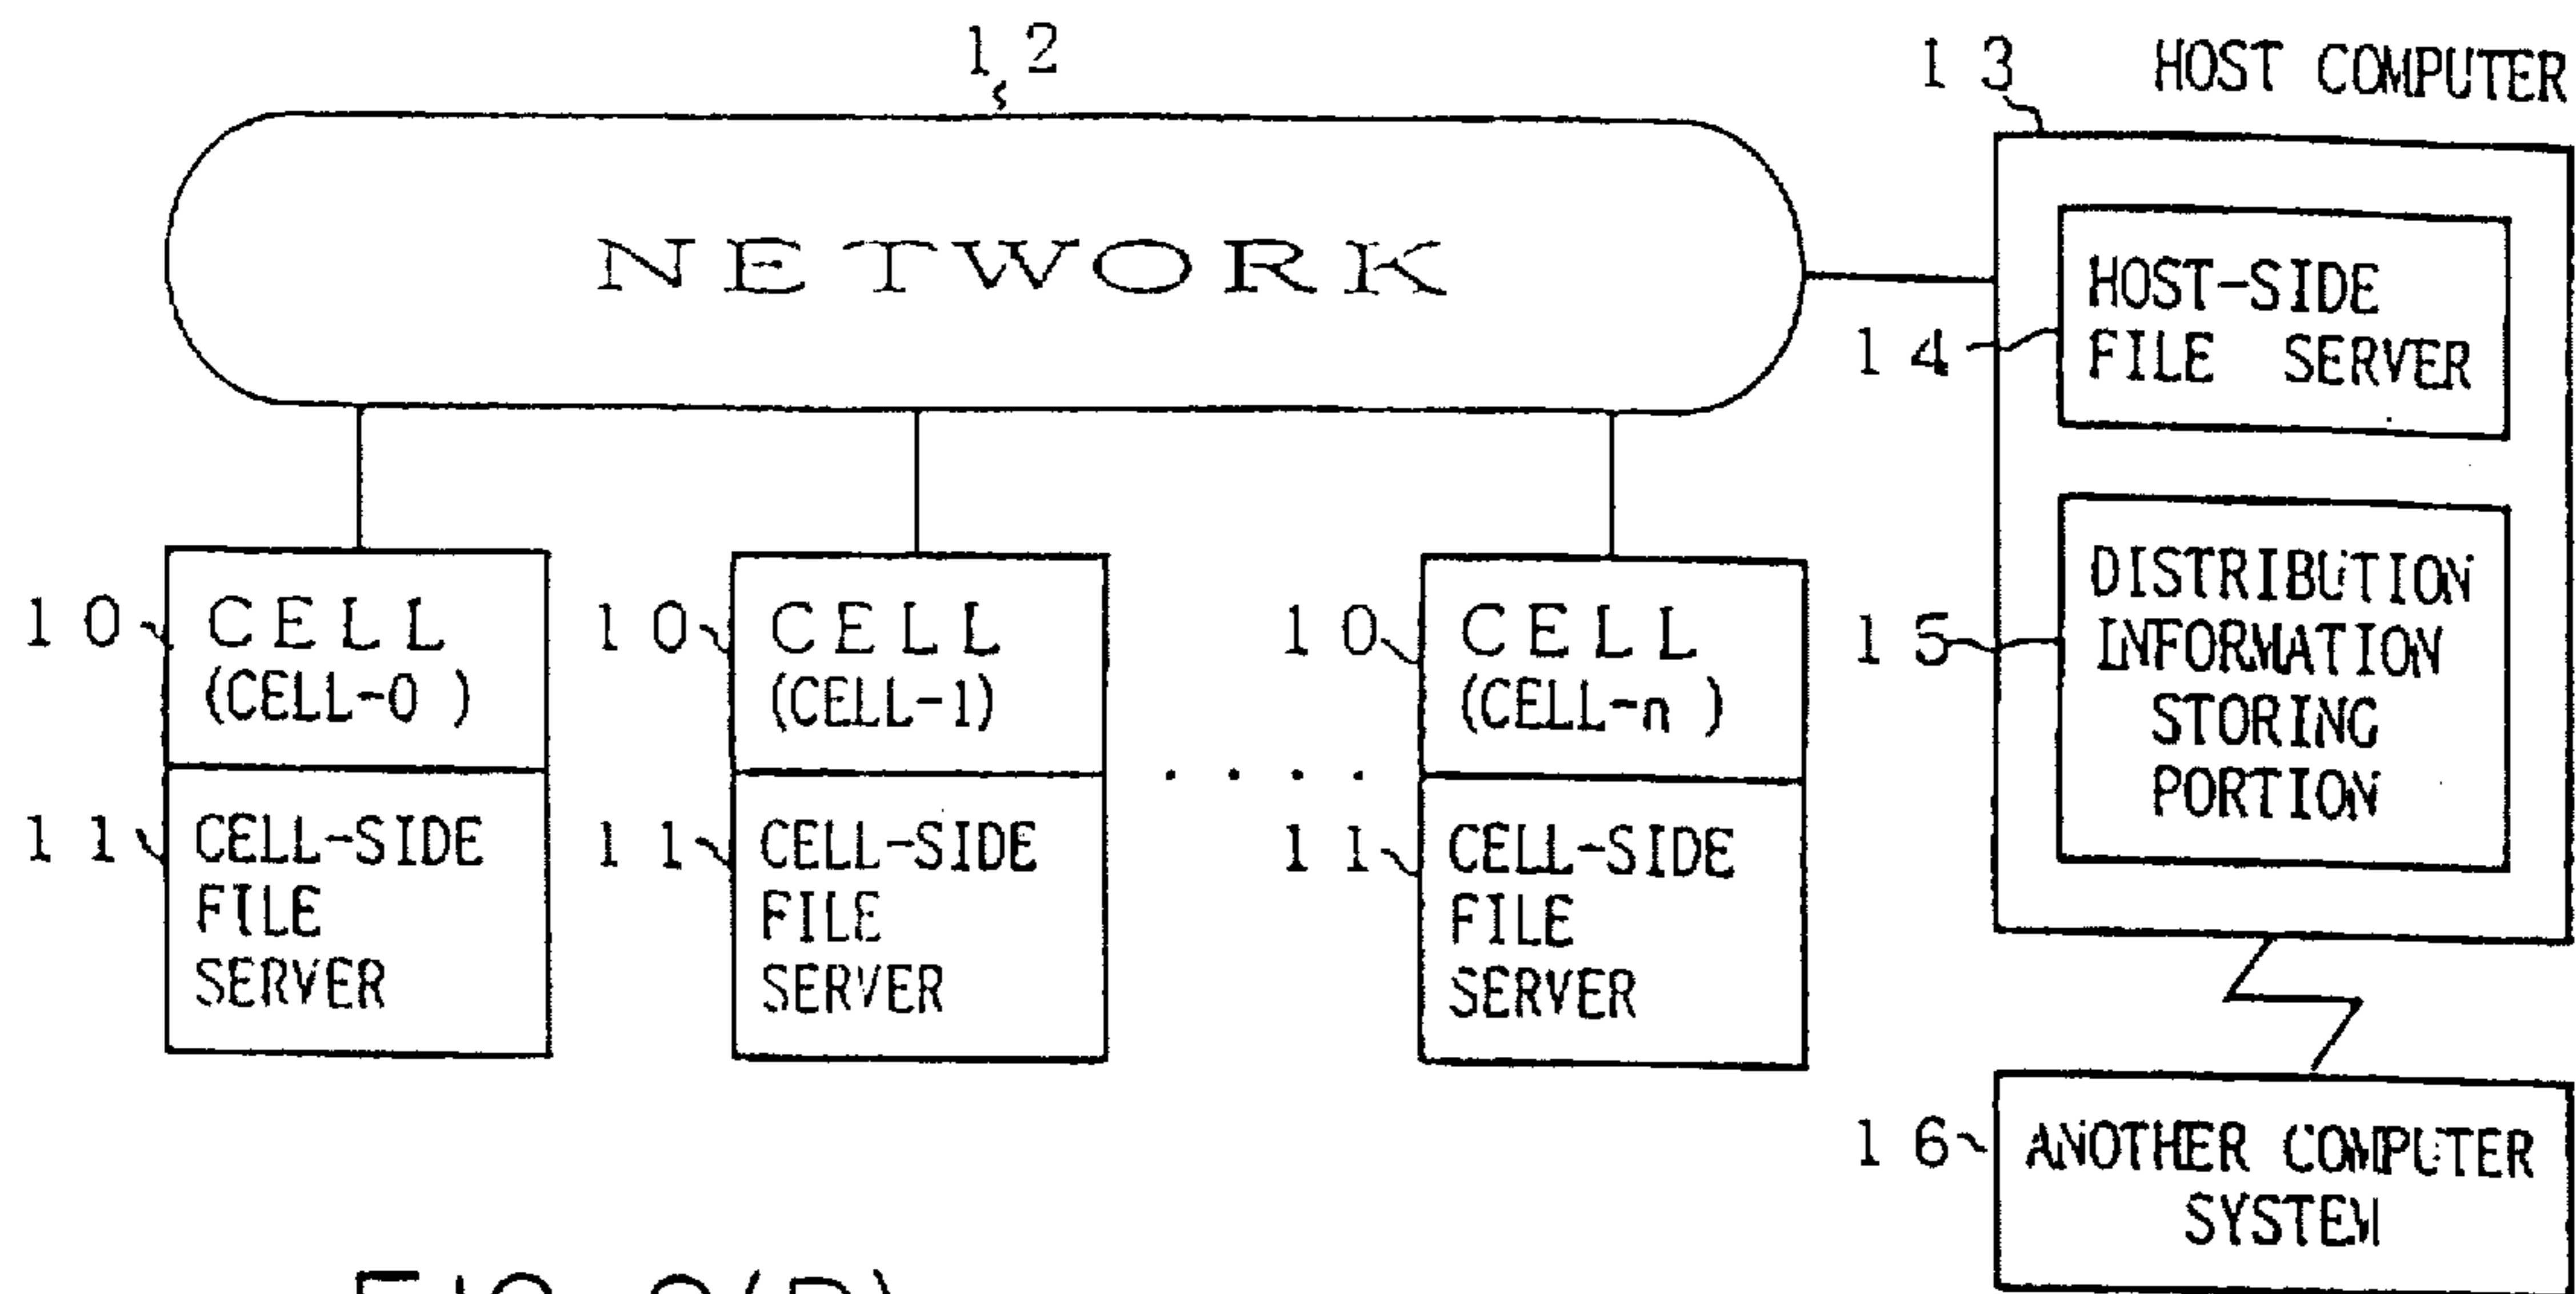 12
13 HOST COMPUTER
NETWORK
HOST-SIDE
14 FILE SERVER
DISTRIBUTION
15 INFORMATION
STORING
PORTION
10 CELL
(CELL-0 )
10 CELL
(CELL-1)
10 CELL
(CELL-n )
. . . .
11 CELL-SIDE
FILE
SERVER
11 CELL-SIDE
FILE
SERVER
11 CELL-SIDE
FILE
SERVER
16 ANOTHER COMPUTER
SYSTEM